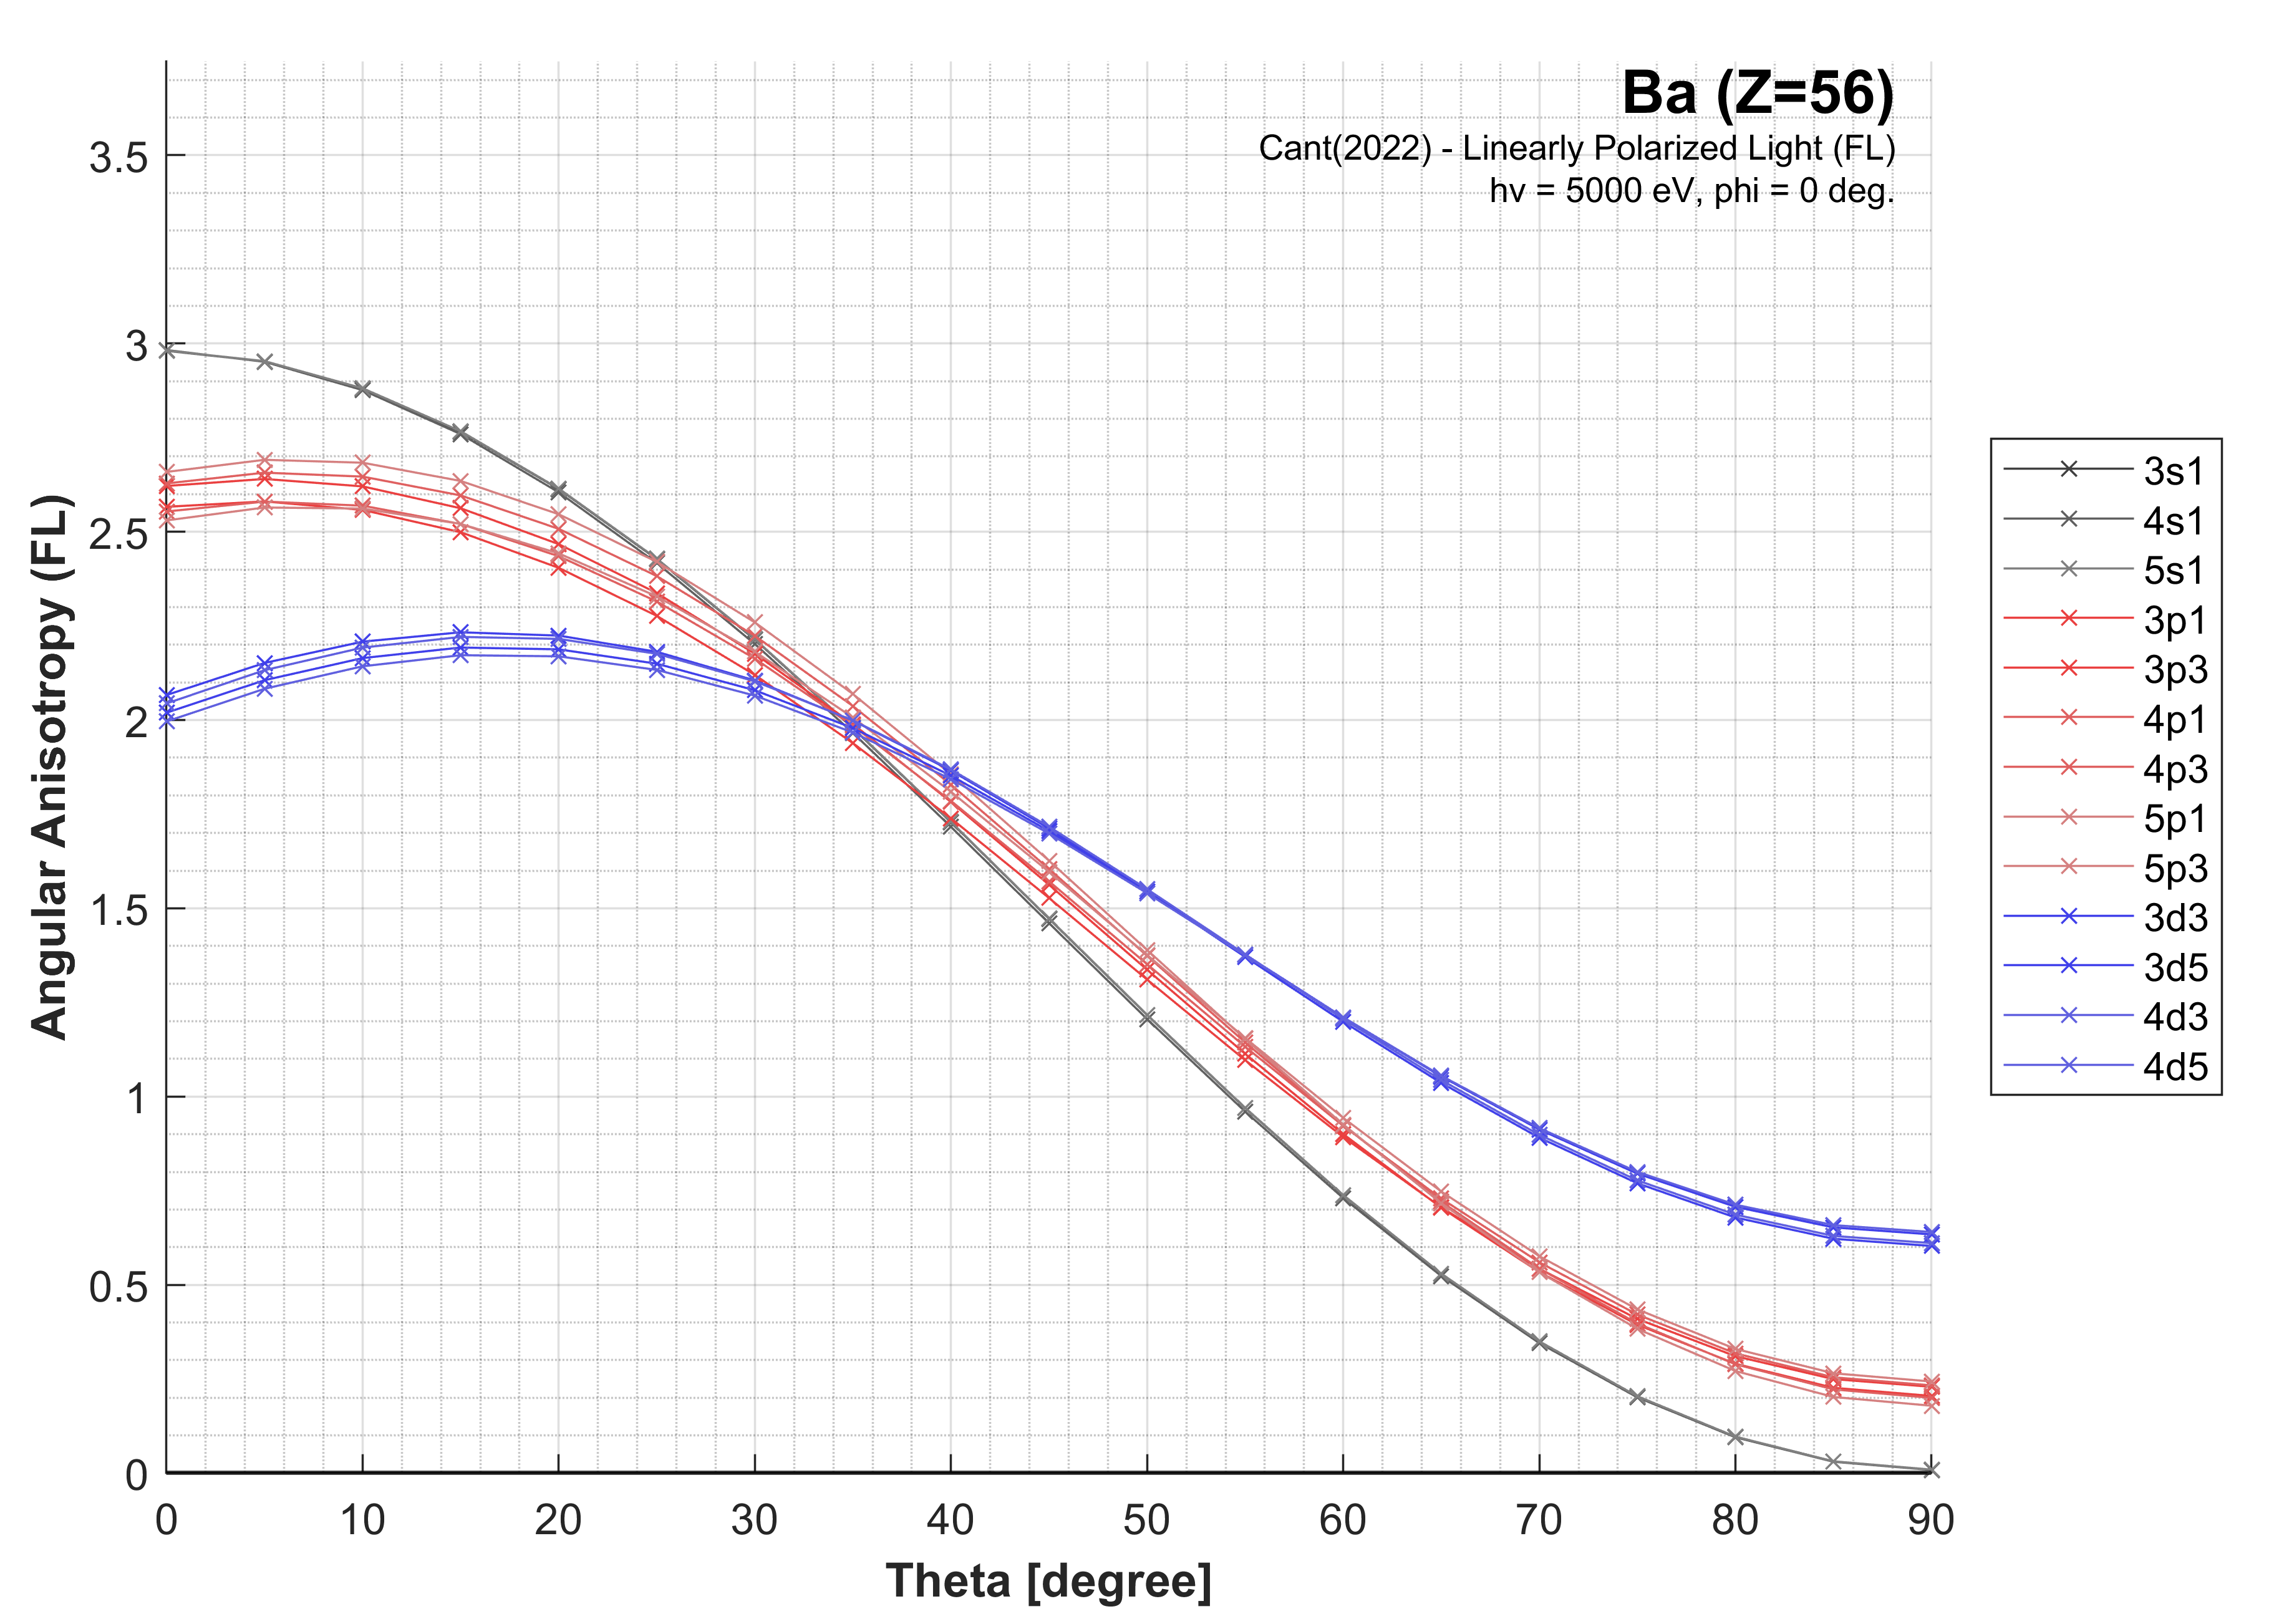 Ba (Z=56)
Cant(2022) - Linearly Polarized Light (FL)
hv = 5000 eV, phi = 0 deg.
Angular Anisotropy (FL)
3.5
3
2.5
2
1.5
1
0.5
0
0 10 20 30 40 50 60 70 80 90
Theta [degree]
3s1
4s1
5s1
3p1
3p3
4p1
4p3
5p1
5p3
3d3
3d5
4d3
4d5